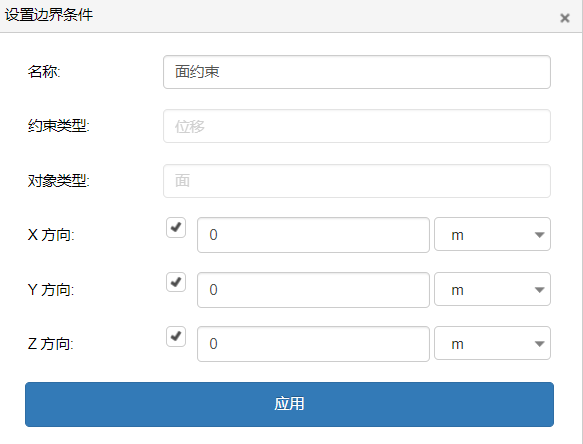 设置边界条件 ×
名称: 面约束
约束类型: 位移
对象类型: 面
X 方向: 0 m
Y 方向: 0 m
Z 方向: 0 m
应用